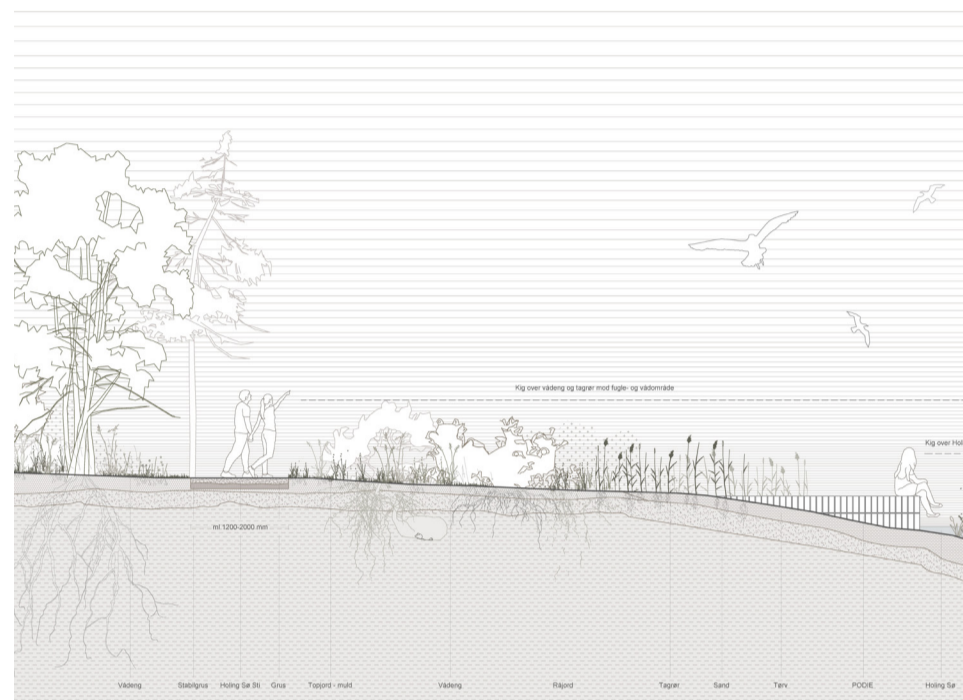 Kig over vådeng og tagrør mod fugle- og vådområde
Kig over Hol
ml 1200-2000 mm
Vådeng Stabilgrus Holing Sø Sti Grus Topjord - muld Vådeng Råjord Tagrør Sand Tørv PODIE Holing Sø